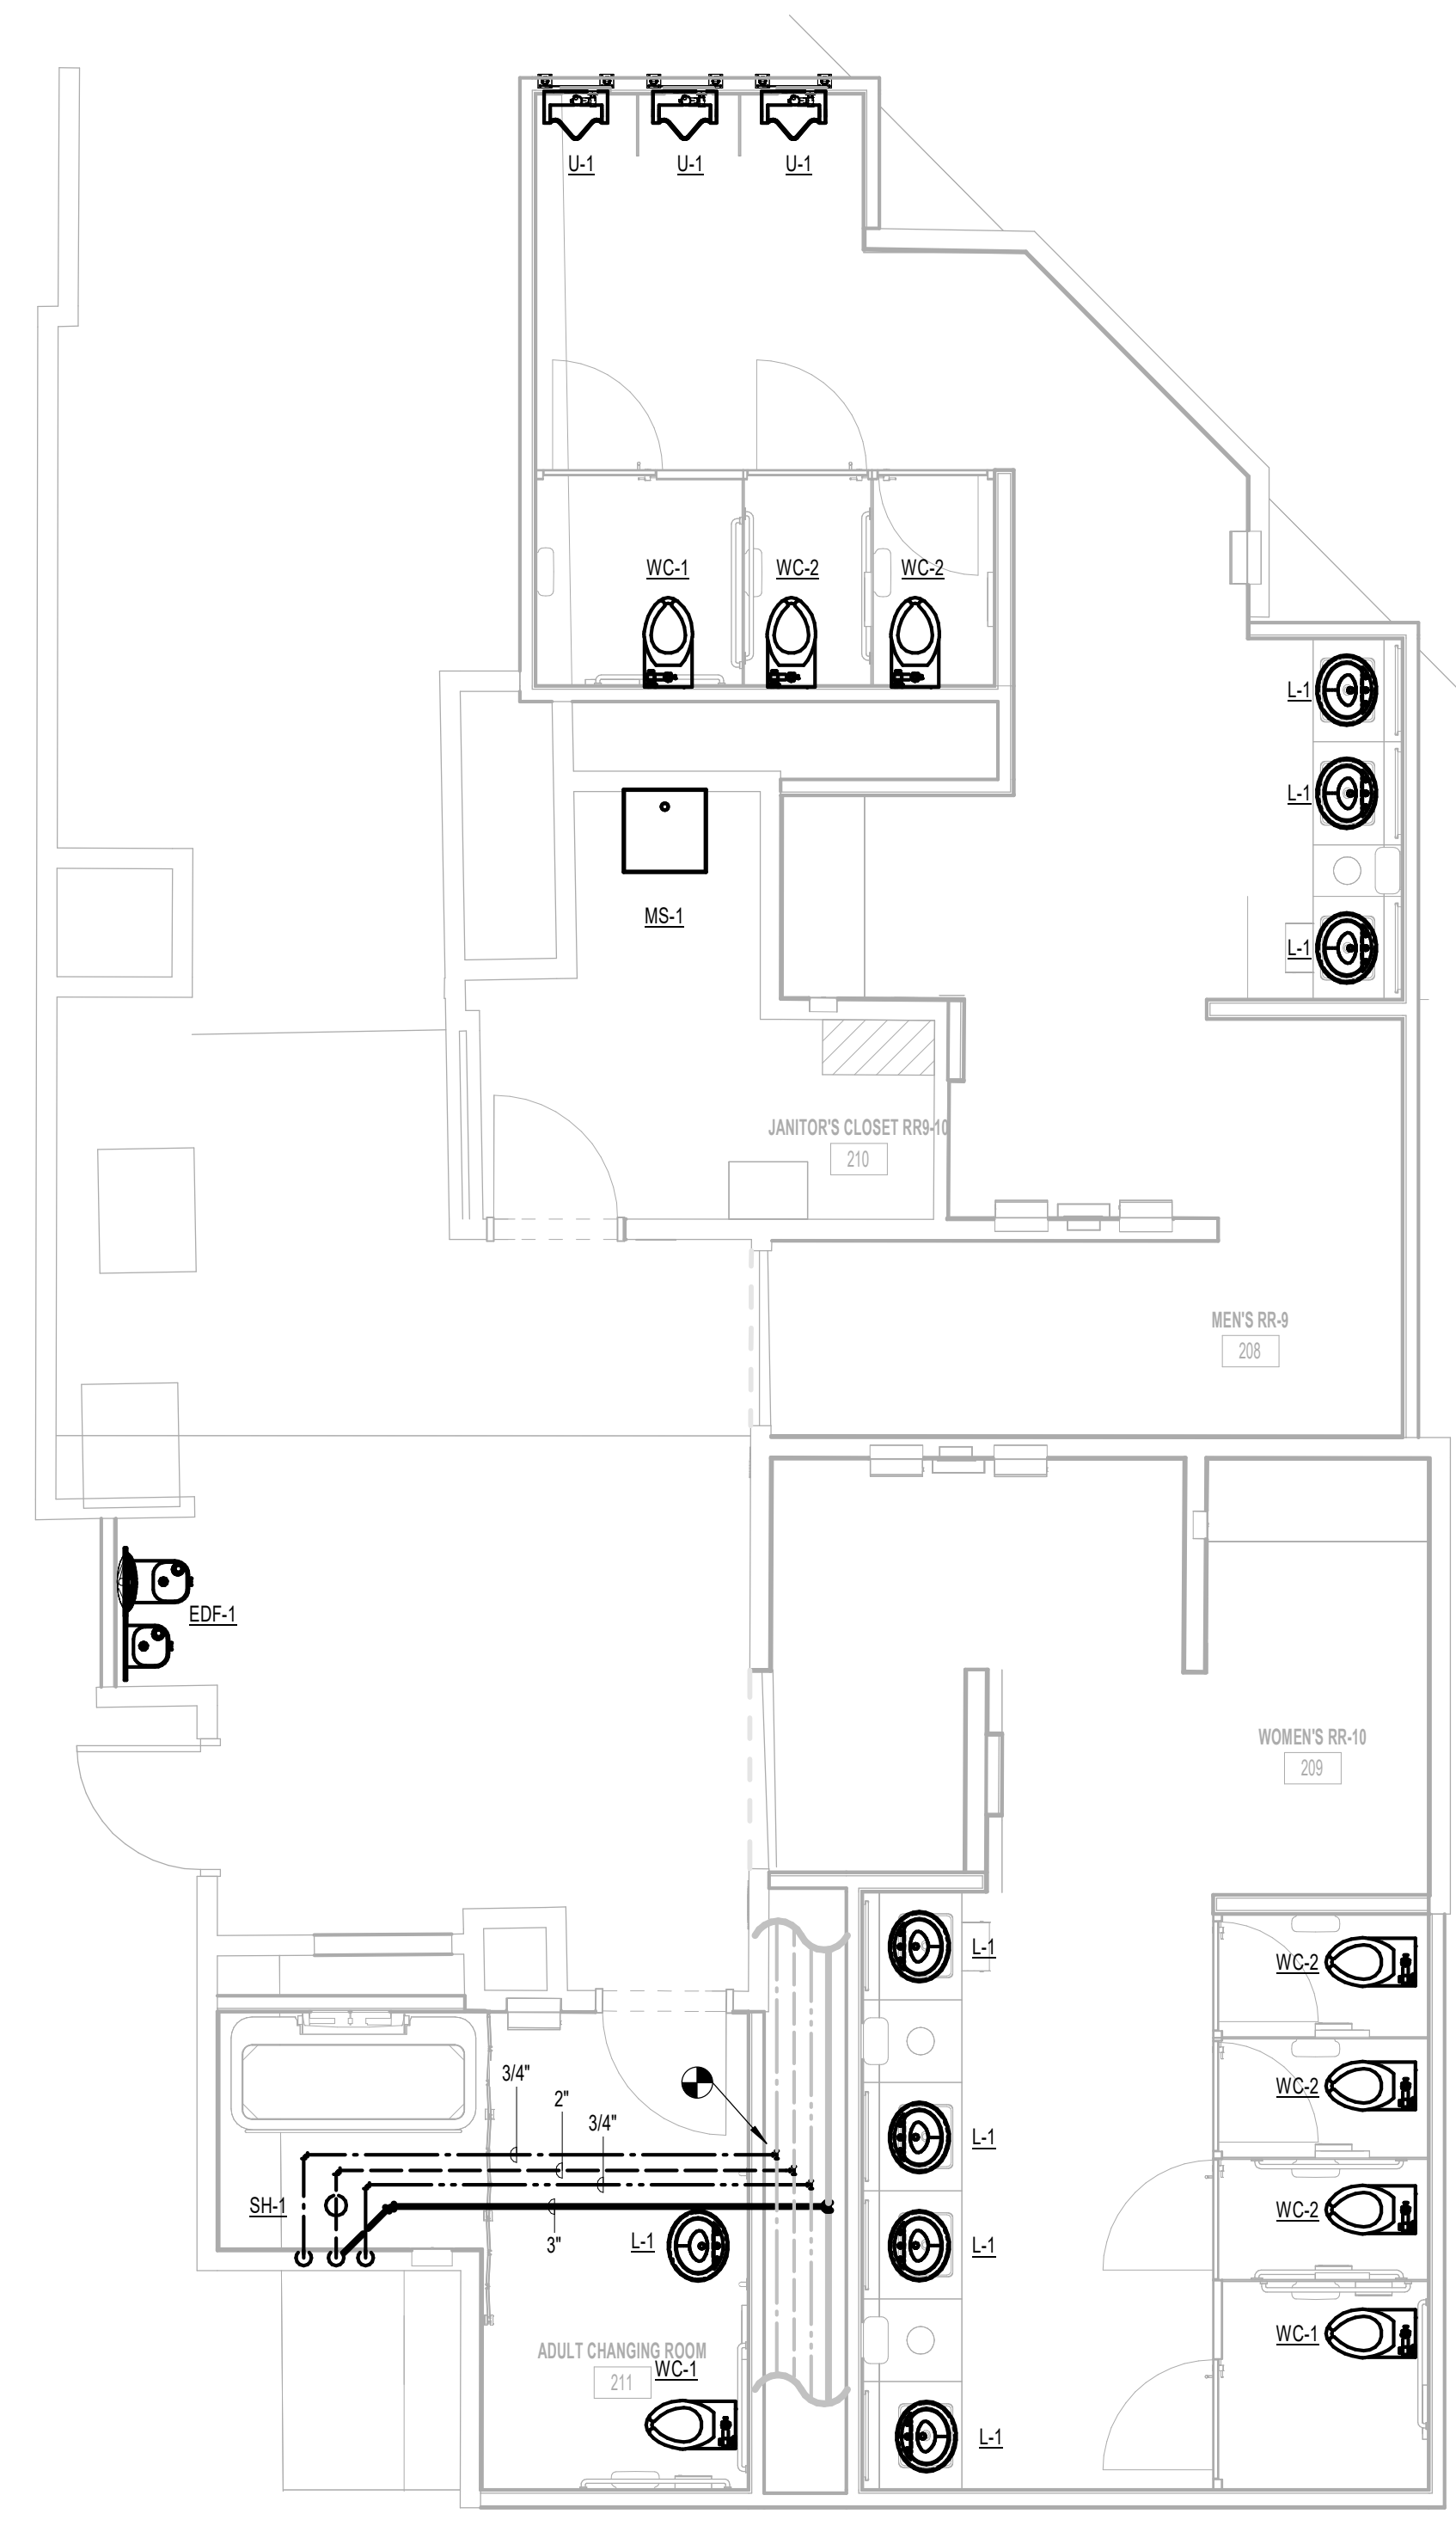 U-1
U-1
U-1
WC-1
WC-2
WC-2
L-1
L-1
MS-1
L-1
JANITOR'S CLOSET RR9-10
210
MEN'S RR-9
208
EDF-1
WOMEN'S RR-10
209
L-1
WC-2
3/4"
2"
3/4"
WC-2
L-1
SH-1
3"
L-1
L-1
WC-2
WC-1
ADULT CHANGING ROOM
211
WC-1
L-1